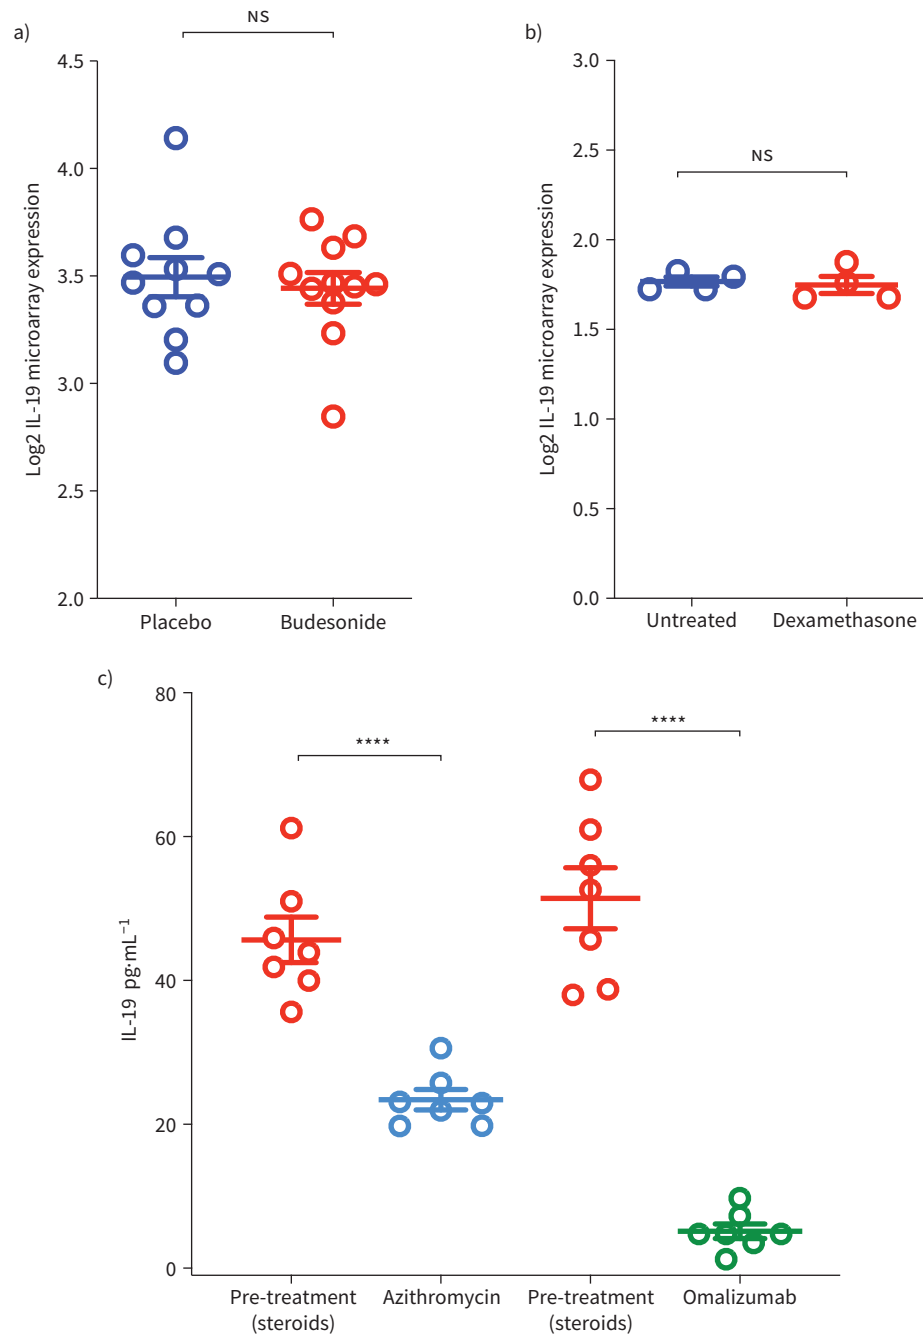 a)
NS
4.5
4.0
3.5
3.0
2.5
2.0
Log2 IL-19 microarray expression
Placebo
Budesonide
b)
NS
3.0
2.5
2.0
1.5
1.0
0.5
0.0
Log2 IL-19 microarray expression
Untreated
Dexamethasone
c)
80
60
40
20
0
IL-19 pg·mL⁻¹
****
****
Pre-treatment
(steroids)
Azithromycin
Pre-treatment
(steroids)
Omalizumab